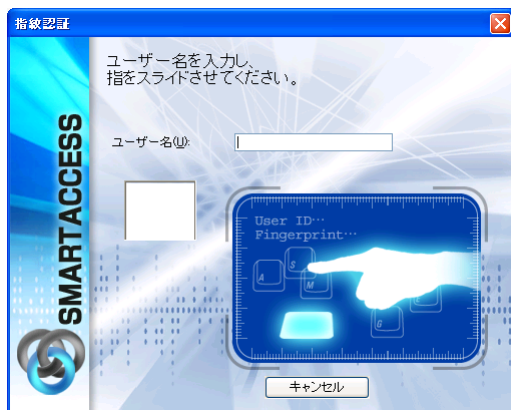 指紋認証
ユーザー名を入力し、
指をスライドさせてください。
ユーザー名(U):
SMARTACCESS
User ID…
Fingerprint…
A
S
M
G
キャンセル